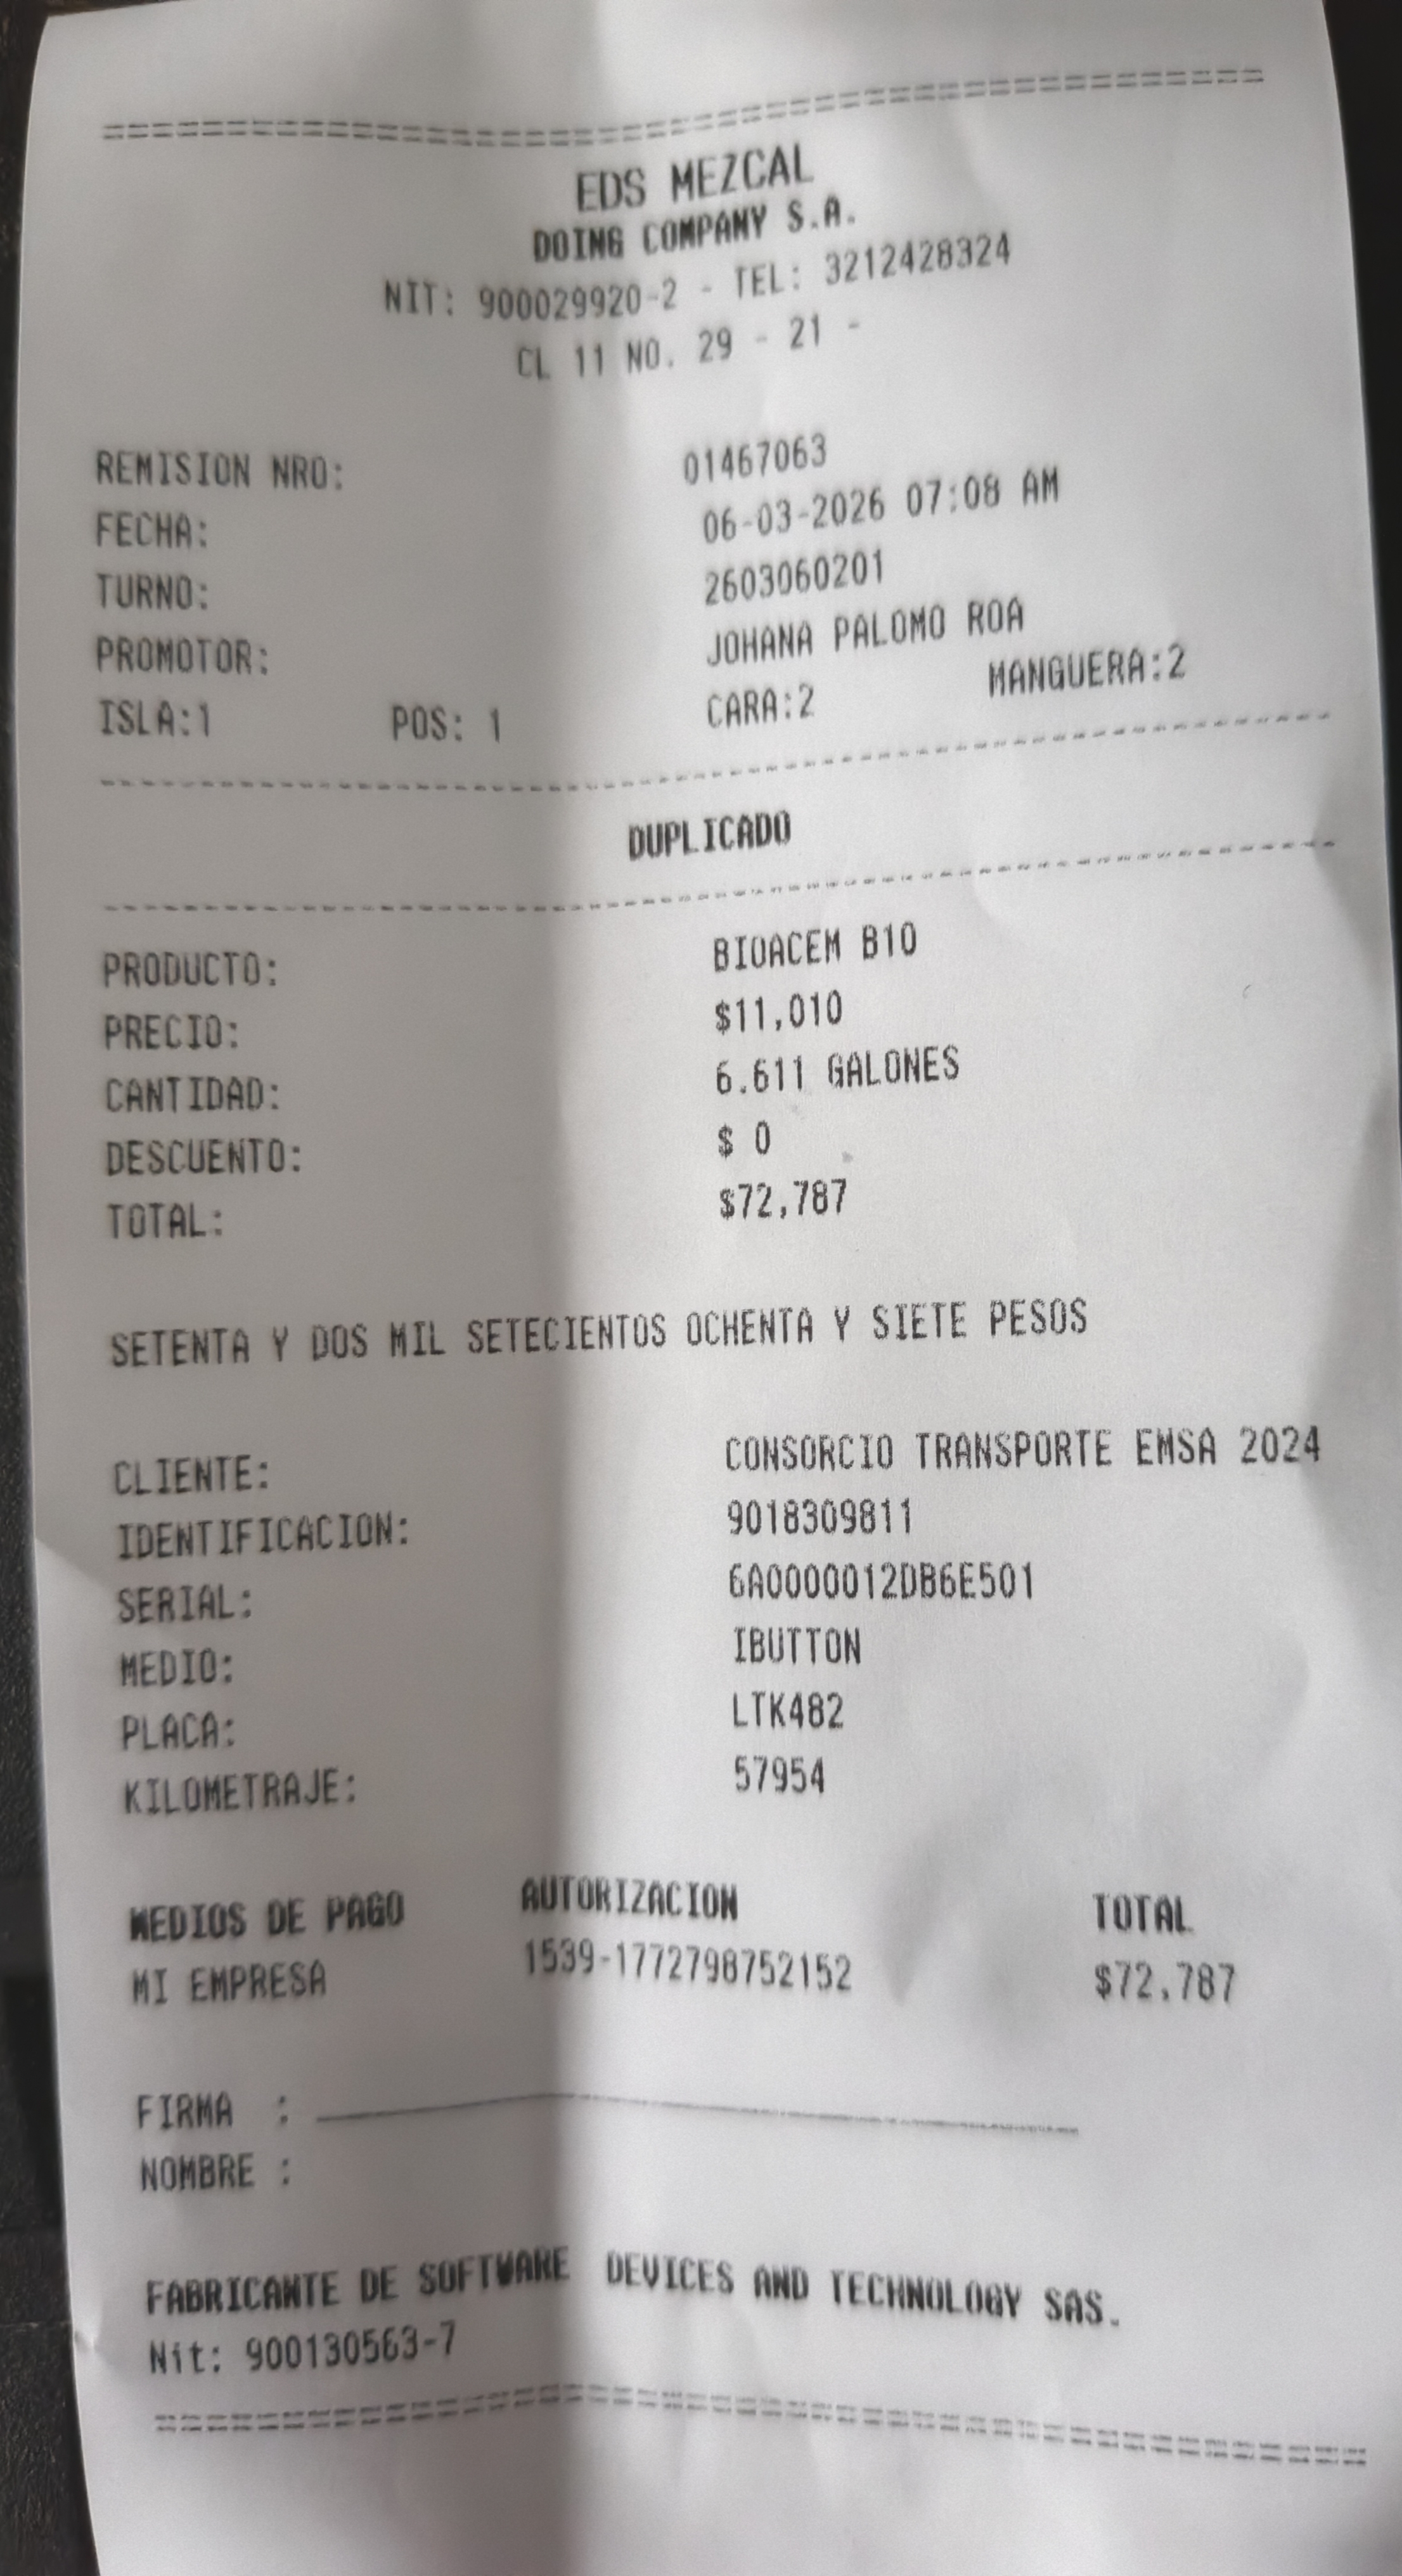 EDS MEZCAL
DOING COMPANY S.A.
NIT: 900029920-2 - TEL: 3212428324
CL 11 NO. 29 - 21 -
REMISION NRO: 01467063
FECHA: 06-03-2026 07:08 AM
TURNO: 2603060201
PROMOTOR: JOHANA PALOMO ROA
ISLA:1 POS: 1 CARA:2 MANGUERA:2
DUPLICADO
PRODUCTO: BIOACEM B10
PRECIO: $11,010
CANTIDAD: 6.611 GALONES
DESCUENTO: $ 0
TOTAL: $72,787
SETENTA Y DOS MIL SETECIENTOS OCHENTA Y SIETE PESOS
CLIENTE: CONSORCIO TRANSPORTE EMSA 2024
IDENTIFICACION: 9018309811
SERIAL: 6A0000012DB6E501
MEDIO: IBUTTON
PLACA: LTK482
KILOMETRAJE: 57954
MEDIOS DE PAGO AUTORIZACION TOTAL
MI EMPRESA 1539-1772798752152 $72,787
FIRMA :
NOMBRE :
FABRICANTE DE SOFTWARE DEVICES AND TECHNOLOGY SAS.
Nit: 900130563-7